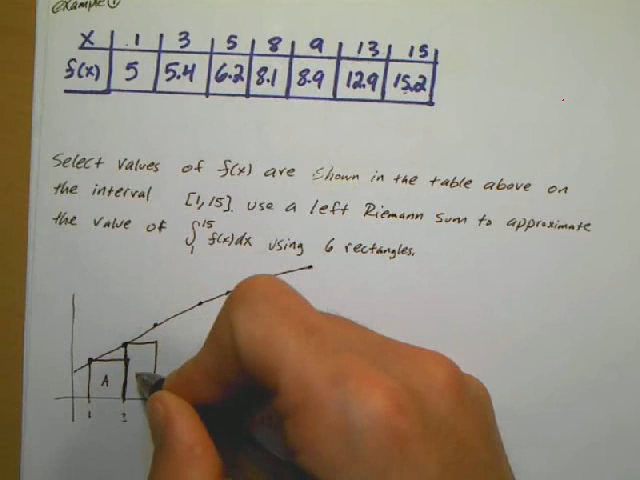 Example 1
X 1 3 5 8 9 13 15
f(x) 5 5.4 6.2 8.1 8.9 12.9 15.2
Select values of f(x) are shown in the table above on
the interval [1,15]. use a left Riemann sum to approximate
the value of ∫₁¹⁵ f(x)dx using 6 rectangles.
A
1 3